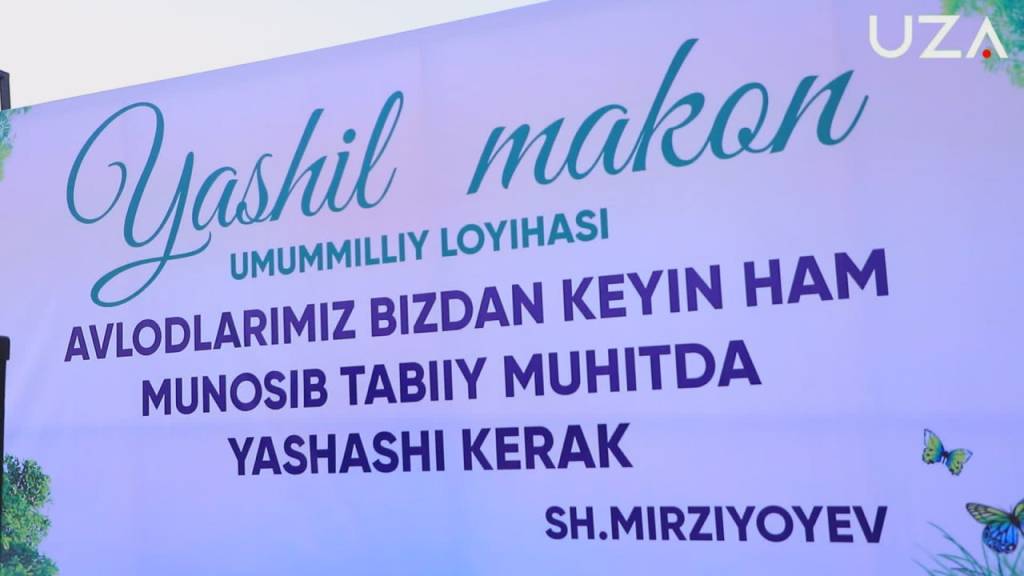 UZA
Yashil makon
UMUMMILLIY LOYIHASI
AVLODLARIMIZ BIZDAN KEYIN HAM
MUNOSIB TABIIY MUHITDA
YASHASHI KERAK
SH.MIRZIYOYEV